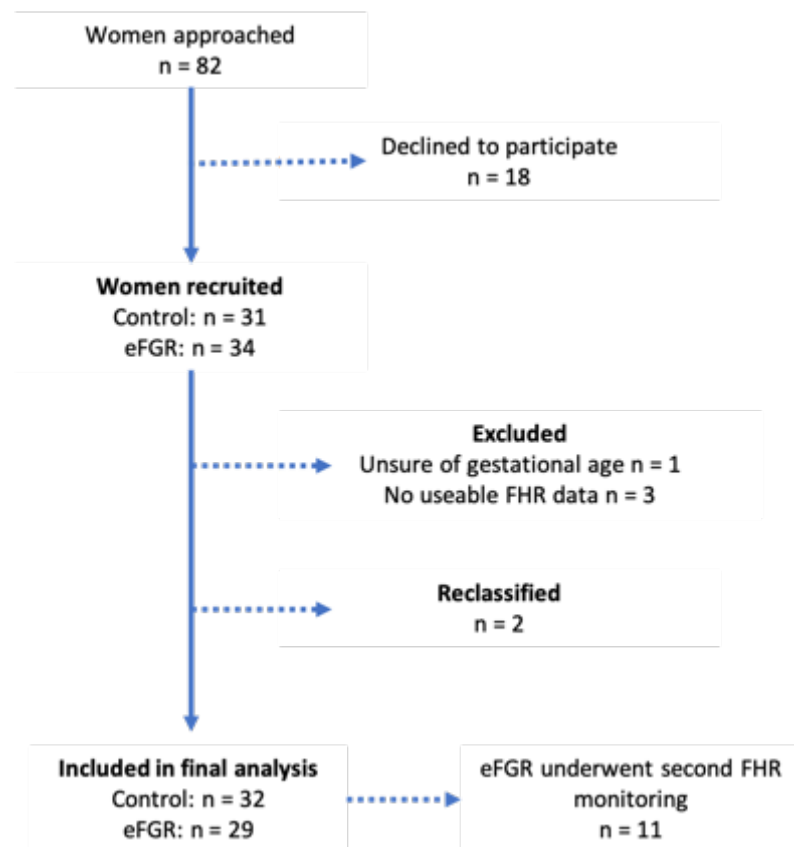 Women approached
n = 82
Declined to participate
n = 18
Women recruited
Control: n = 31
eFGR: n = 34
Excluded
Unsure of gestational age n = 1
No useable FHR data n = 3
Reclassified
n = 2
Included in final analysis
Control: n = 32
eFGR: n = 29
eFGR underwent second FHR
monitoring
n = 11